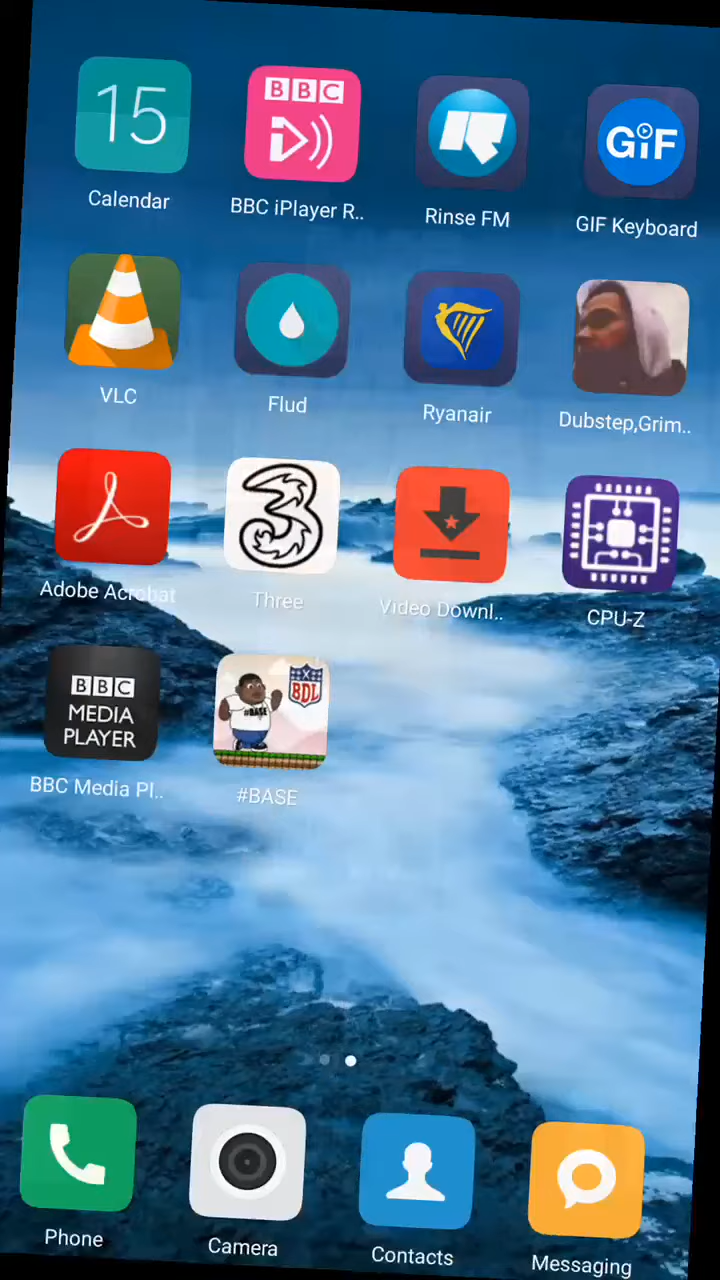 15
BBC
GiF
Calendar
BBC iPlayer R..
Rinse FM
GIF Keyboard
VLC
Flud
Ryanair
Dubstep,Grim..
3
Adobe Acrobat
Three
Video Downl..
CPU-Z
BBC
MEDIA
PLAYER
BDL
#BASE
BBC Media Pl..
#BASE
Phone
Camera
Contacts
Messaging